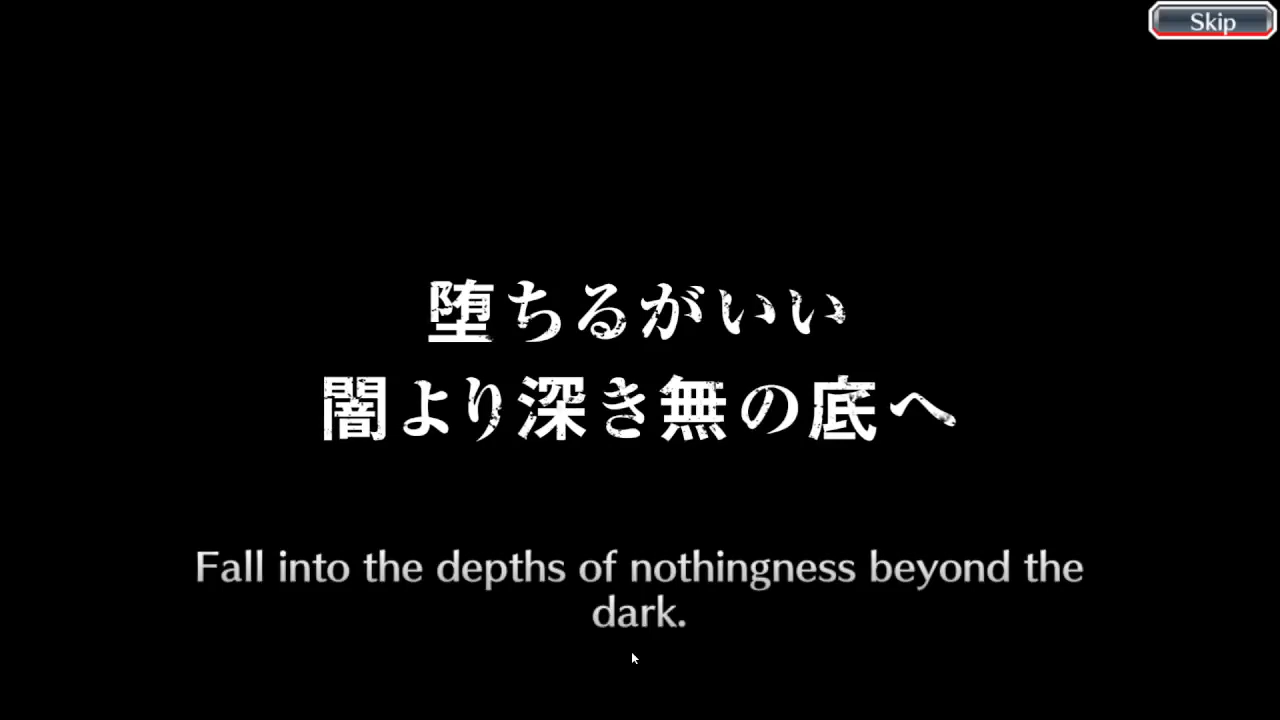 Skip
堕ちるがいい
闇より深き無の底へ
Fall into the depths of nothingness beyond the
dark.